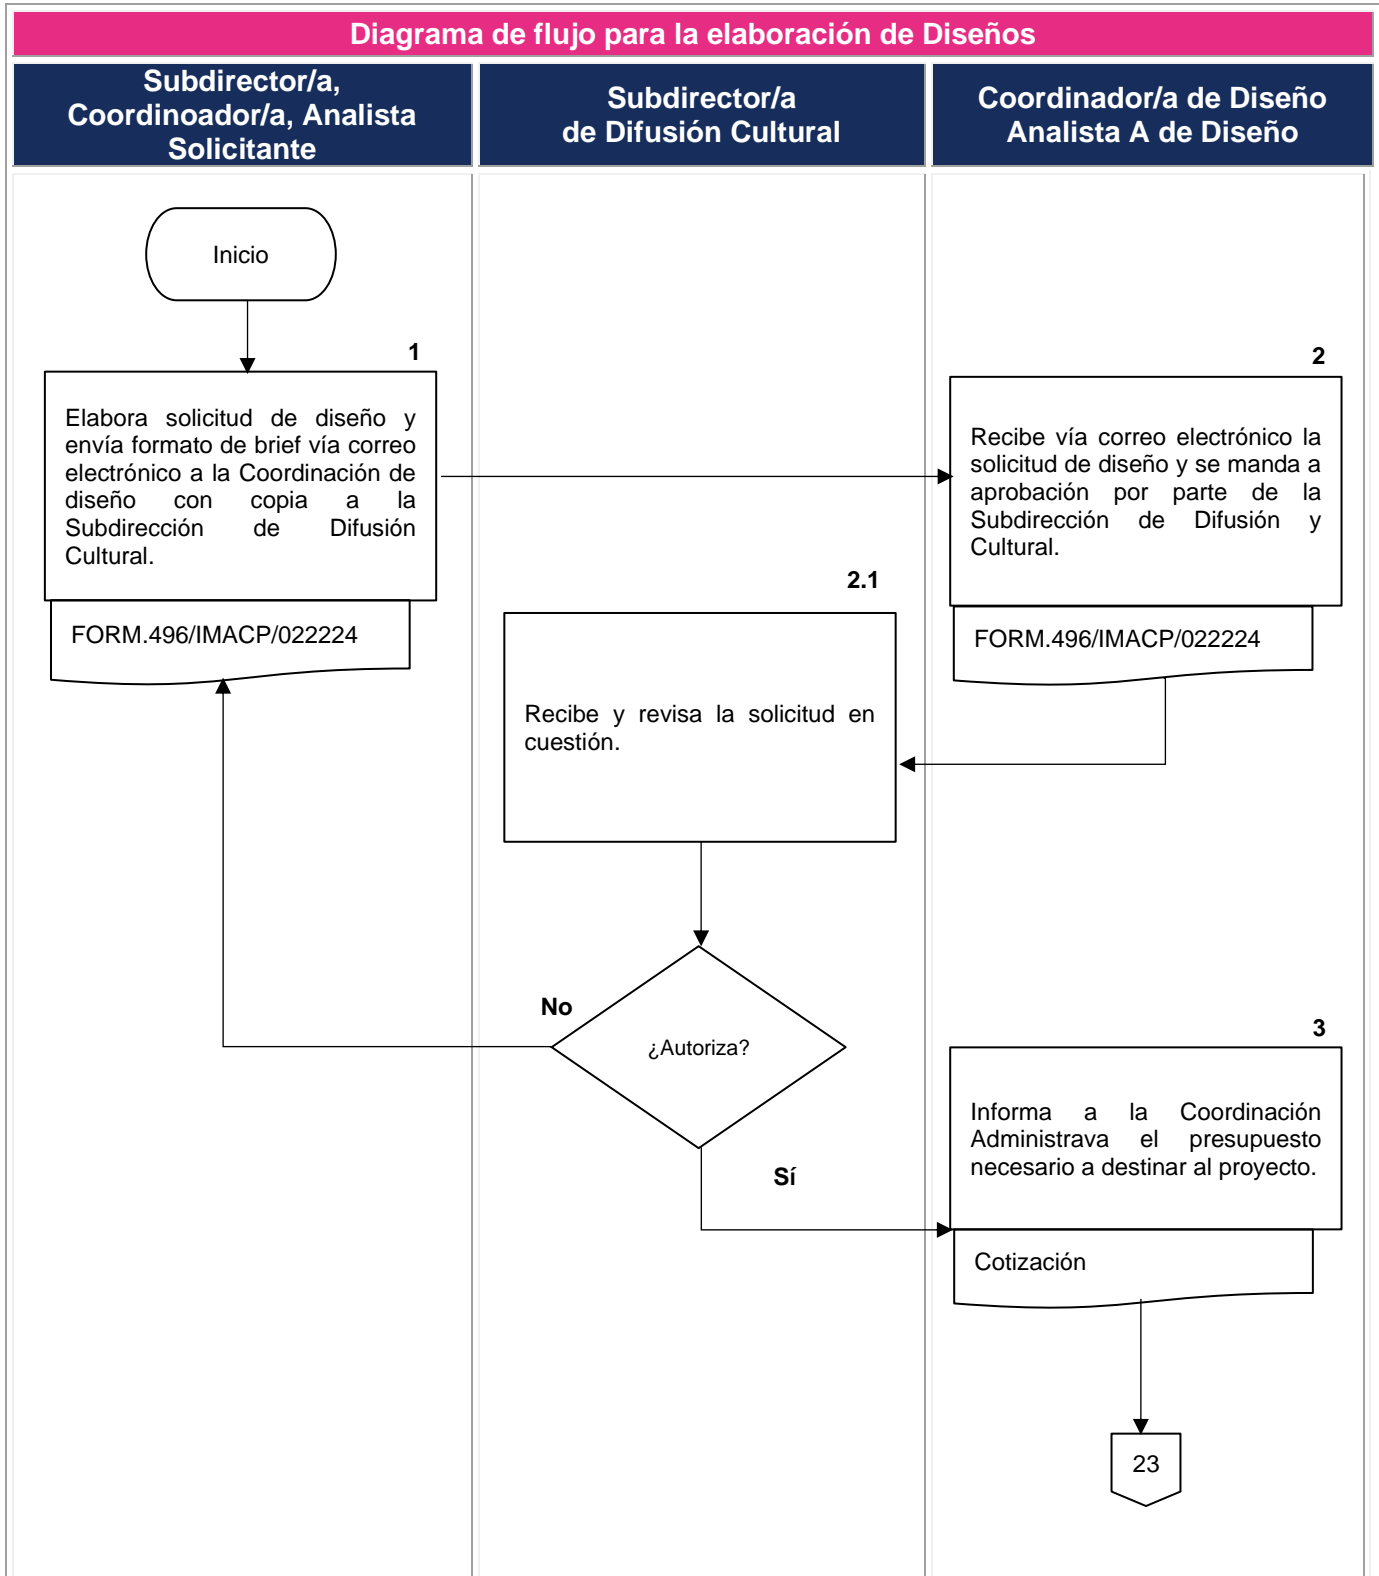 Diagrama de flujo para la elaboración de Diseños
Subdirector/a,
Coordinoador/a, Analista
Solicitante
Subdirector/a
de Difusión Cultural
Coordinador/a de Diseño
Analista A de Diseño
Inicio
1
Elabora solicitud de diseño y
envía formato de brief vía correo
electrónico a la Coordinación de
diseño con copia a la
Subdirección de Difusión
Cultural.
FORM.496/IMACP/022224
2
Recibe vía correo electrónico la
solicitud de diseño y se manda a
aprobación por parte de la
Subdirección de Difusión y
Cultural.
FORM.496/IMACP/022224
2.1
Recibe y revisa la solicitud en
cuestión.
¿Autoriza?
No
Sí
3
Informa a la Coordinación
Administrava el presupuesto
necesario a destinar al proyecto.
Cotización
23